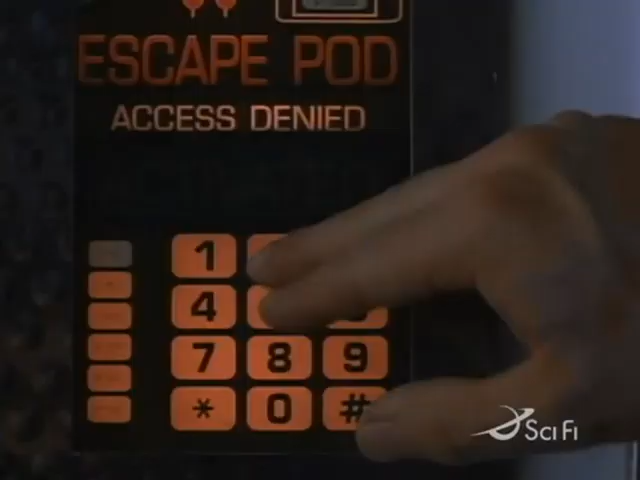 ESCAPE POD
ACCESS DENIED
1
4
7 8 9
* 0 #
SCI FI